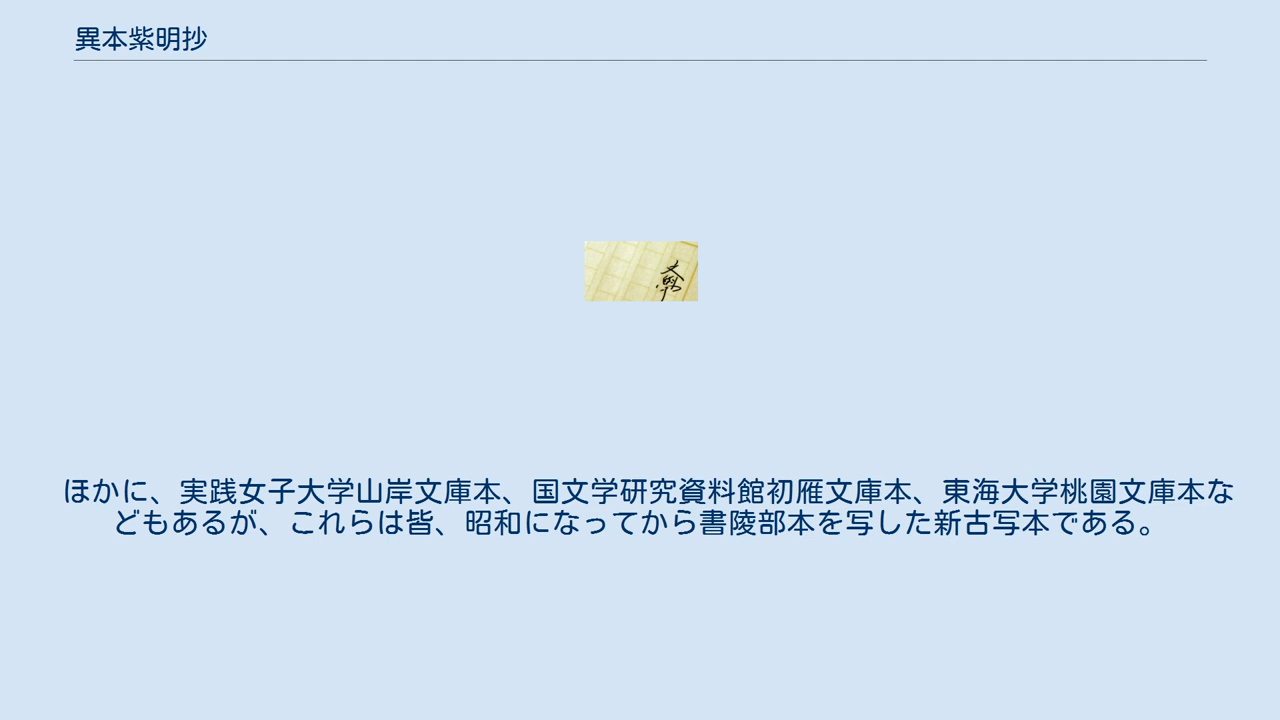 異本紫明抄
ほかに、実践女子大学山岸文庫本、国文学研究資料館初雁文庫本、東海大学桃園文庫本な
どもあるが、これらは皆、昭和になってから書陵部本を写した新古写本である。